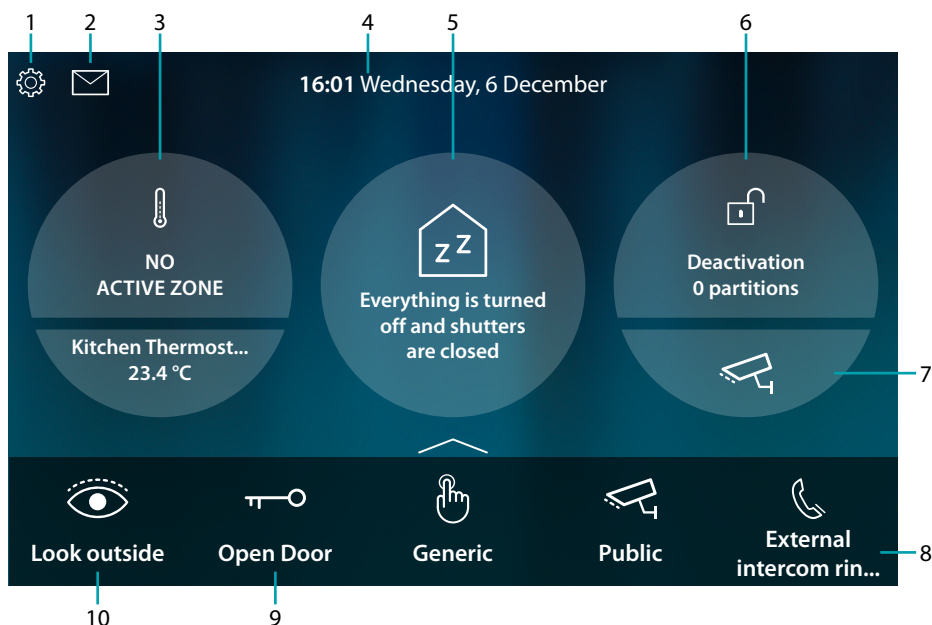 1
2
3
4
5
6
16:01 Wednesday, 6 December
NO
ACTIVE ZONE
Kitchen Thermost...
23.4 °C
z Z
Everything is turned
off and shutters
are closed
Deactivation
0 partitions
7
Look outside
Open Door
Generic
Public
External
intercom rin...
8
10
9